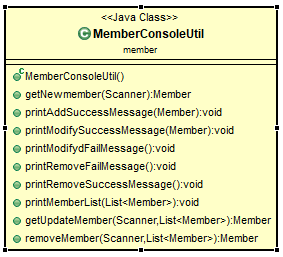 <<Java Class>>
MemberConsoleUtil
member
MemberConsoleUtil()
getNewmember(Scanner):Member
printAddSuccessMessage(Member):void
printModifySuccessMessage(Member):void
printModifydFailMessage():void
printRemoveFailMessage():void
printRemoveSuccessMessage():void
printMemberList(List<Member>):void
getUpdateMember(Scanner,List<Member>):Member
removeMember(Scanner,List<Member>):Member